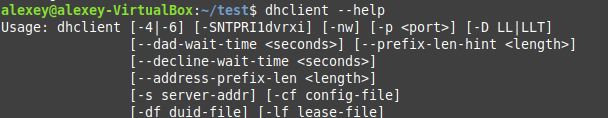 alexey@alexey-VirtualBox:~/test$ dhclient --help
Usage: dhclient [-4|-6] [-SNTPRI1dvrxi] [-nw] [-p <port>] [-D LL|LLT]
[--dad-wait-time <seconds>] [--prefix-len-hint <length>]
[--decline-wait-time <seconds>]
[--address-prefix-len <length>]
[-s server-addr] [-cf config-file]
[-df duid-file] [-lf lease-file]